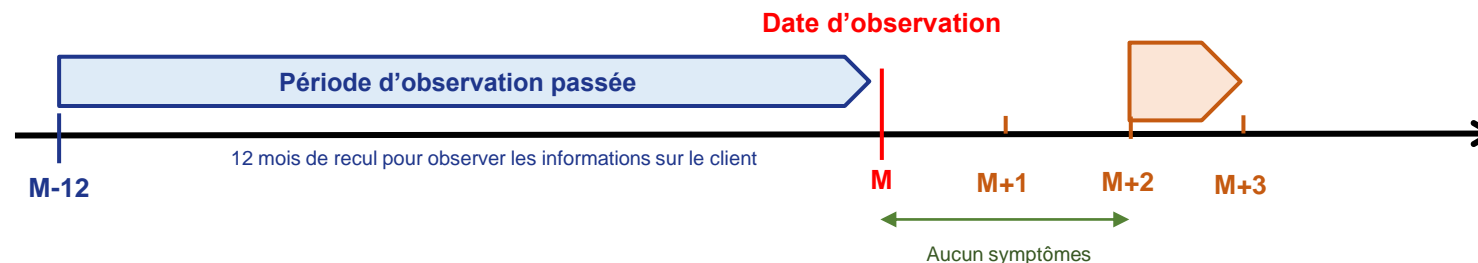 Date d'observation
Période d'observation passée
12 mois de recul pour observer les informations sur le client
M-12
M
M+1
M+2
M+3
Aucun symptômes